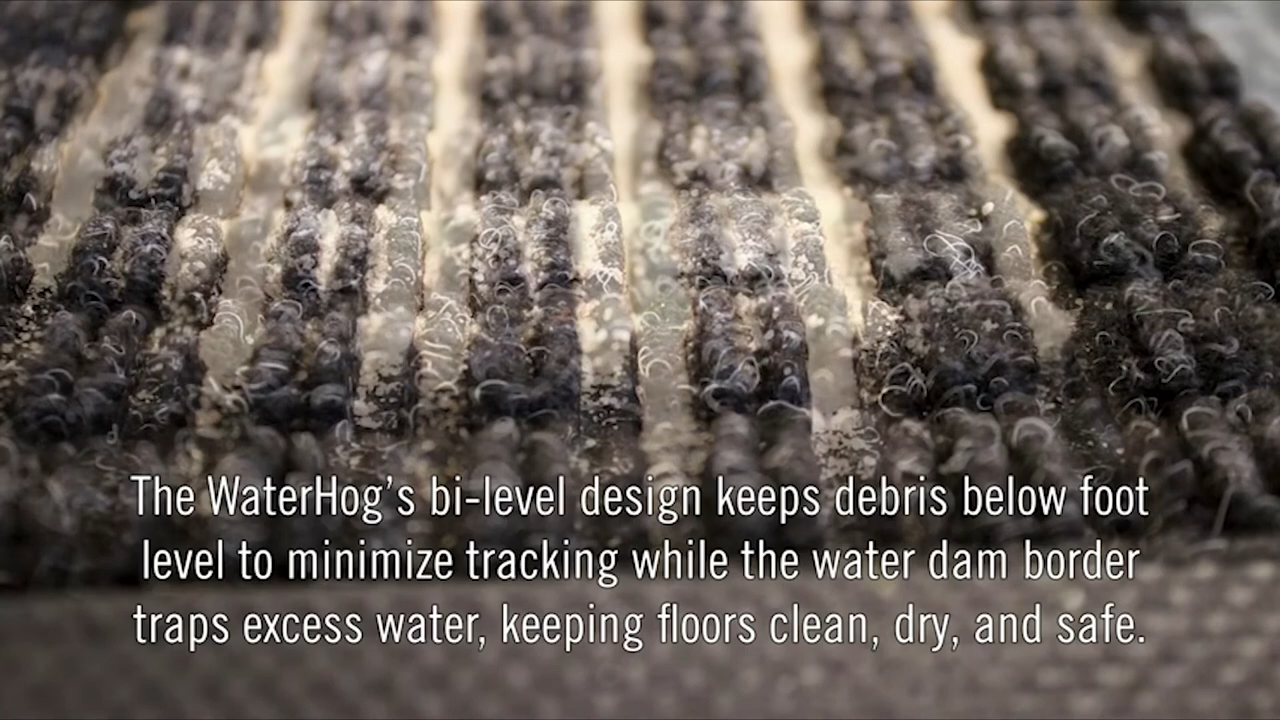 The WaterHog’s bi-level design keeps debris below foot
level to minimize tracking while the water dam border
traps excess water, keeping floors clean, dry, and safe.